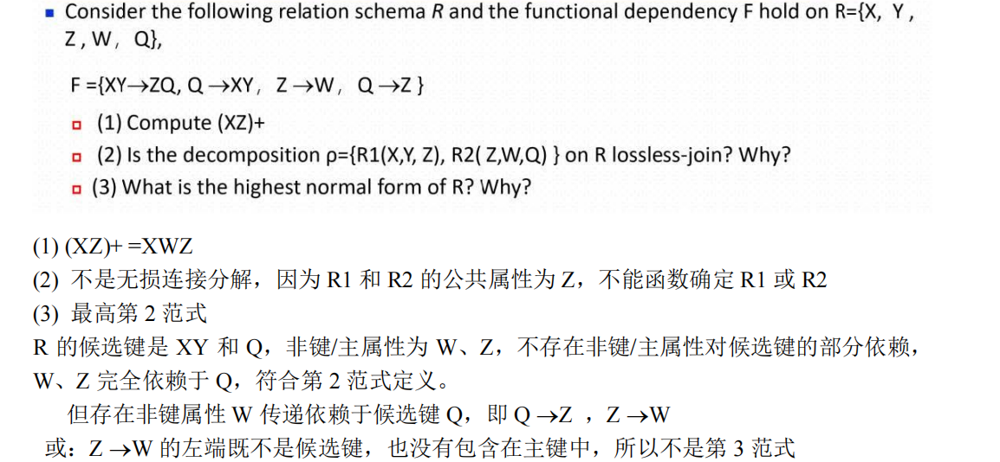 ▪ Consider the following relation schema R and the functional dependency F hold on R={X, Y,
Z, W, Q},
F ={XY→ZQ, Q →XY, Z →W, Q →Z }
(1) Compute (XZ)+
(2) Is the decomposition ρ={R1(X,Y, Z), R2( Z,W,Q) } on R lossless-join? Why?
(3) What is the highest normal form of R? Why?
(1) (XZ)+ =XWZ
(2) 不是无损连接分解，因为 R1 和 R2 的公共属性为 Z，不能函数确定 R1 或 R2
(3) 最高第 2 范式
R 的候选键是 XY 和 Q，非键/主属性为 W、Z，不存在非键/主属性对候选键的部分依赖，
W、Z 完全依赖于 Q，符合第 2 范式定义。
但存在非键属性 W 传递依赖于候选键 Q，即 Q →Z ，Z →W
或：Z →W 的左端既不是候选键，也没有包含在主键中，所以不是第 3 范式